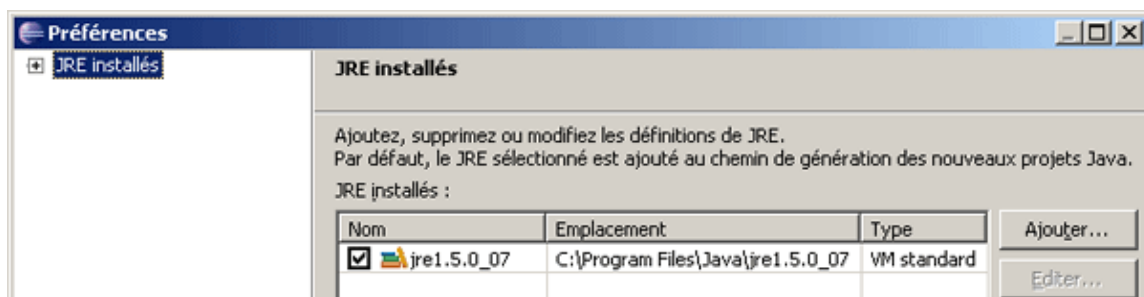 Préférences
JRE installés
JRE installés
Ajoutez, supprimez ou modifiez les définitions de JRE.
Par défaut, le JRE sélectionné est ajouté au chemin de génération des nouveaux projets Java.
JRE installés :
Nom Emplacement Type Ajouter...
jre1.5.0_07 C:\Program Files\Java\jre1.5.0_07 VM standard
Editer...